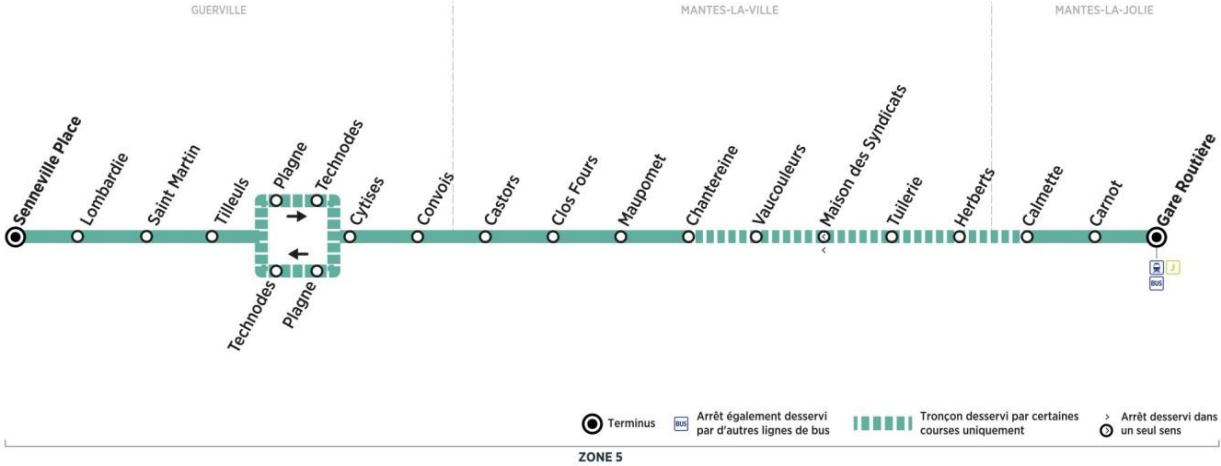 GUERVILLE
MANTES-LA-VILLE
MANTES-LA-JOLIE
Senneville Place
Lombardie
Saint Martin
Tilleuls
Plagne
Technodes
Technodes
Plagne
Cytises
Convois
Castors
Clos Fours
Maupomet
Chantereine
Vaucouleurs
Maison des Syndicats
Tuilerie
Herberts
Calmette
Carnot
Gare Routière
J
BUS
Terminus
BUS
Arrêt également desservi
par d'autres lignes de bus
Tronçon desservi par certaines
courses uniquement
Arrêt desservi dans
un seul sens
ZONE 5